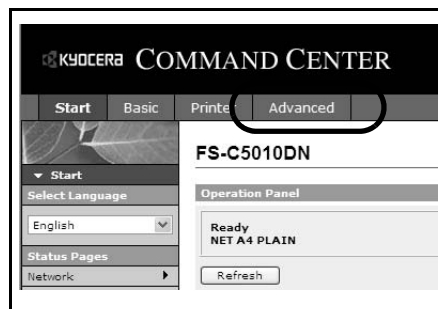 KYOCERA COMMAND CENTER
Start Basic Printer Advanced
FS-C5010DN
Start
Select Language
Operation Panel
English
Ready
NET A4 PLAIN
Status Pages
Network
Refresh